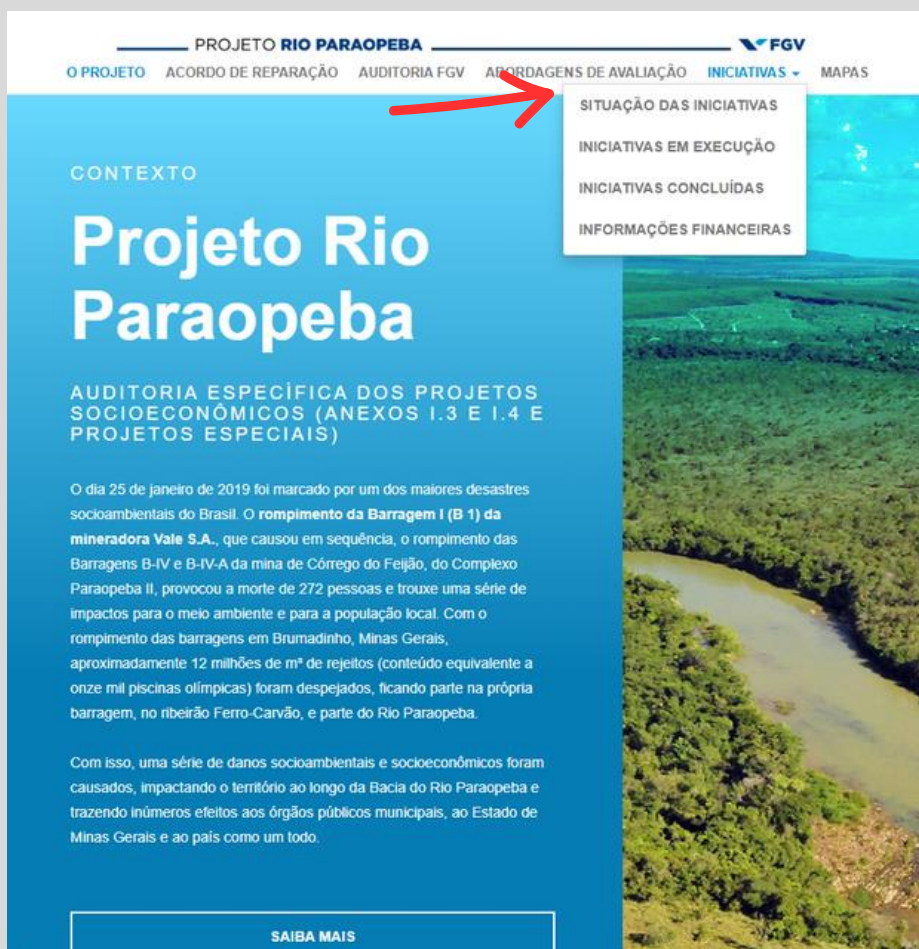 PROJETO RIO PARAOPEBA
FGV
O PROJETO ACORDO DE REPARAÇÃO AUDITORIA FGV ABORDAGENS DE AVALIAÇÃO INICIATIVAS MAPAS
SITUAÇÃO DAS INICIATIVAS
INICIATIVAS EM EXECUÇÃO
INICIATIVAS CONCLUÍDAS
INFORMAÇÕES FINANCEIRAS
CONTEXTO
Projeto Rio
Paraopeba
AUDITORIA ESPECÍFICA DOS PROJETOS
SOCIOECONÔMICOS (ANEXOS I.3 E I.4 E
PROJETOS ESPECIAIS)
O dia 25 de janeiro de 2019 foi marcado por um dos maiores desastres
socioambientais do Brasil. O rompimento da Barragem I (B 1) da
mineradora Vale S.A., que causou em sequência, o rompimento das
Barragens B-IV e B-IV-A da mina de Córrego do Feijão, do Complexo
Paraopeba II, provocou a morte de 272 pessoas e trouxe uma série de
impactos para o meio ambiente e para a população local. Com o
rompimento das barragens em Brumadinho, Minas Gerais,
aproximadamente 12 milhões de mª de rejeitos (conteúdo equivalente a
onze mil piscinas olímpicas) foram despejados, ficando parte na própria
barragem, no ribeirão Ferro-Carvão, e parte do Rio Paraopeba.
Com isso, uma série de danos socioambientais e socioeconômicos foram
causados, impactando o território ao longo da Bacia do Rio Paraopeba e
trazendo inúmeros efeitos aos órgãos públicos municipais, ao Estado de
Minas Gerais e ao país como um todo.
SAIBA MAIS